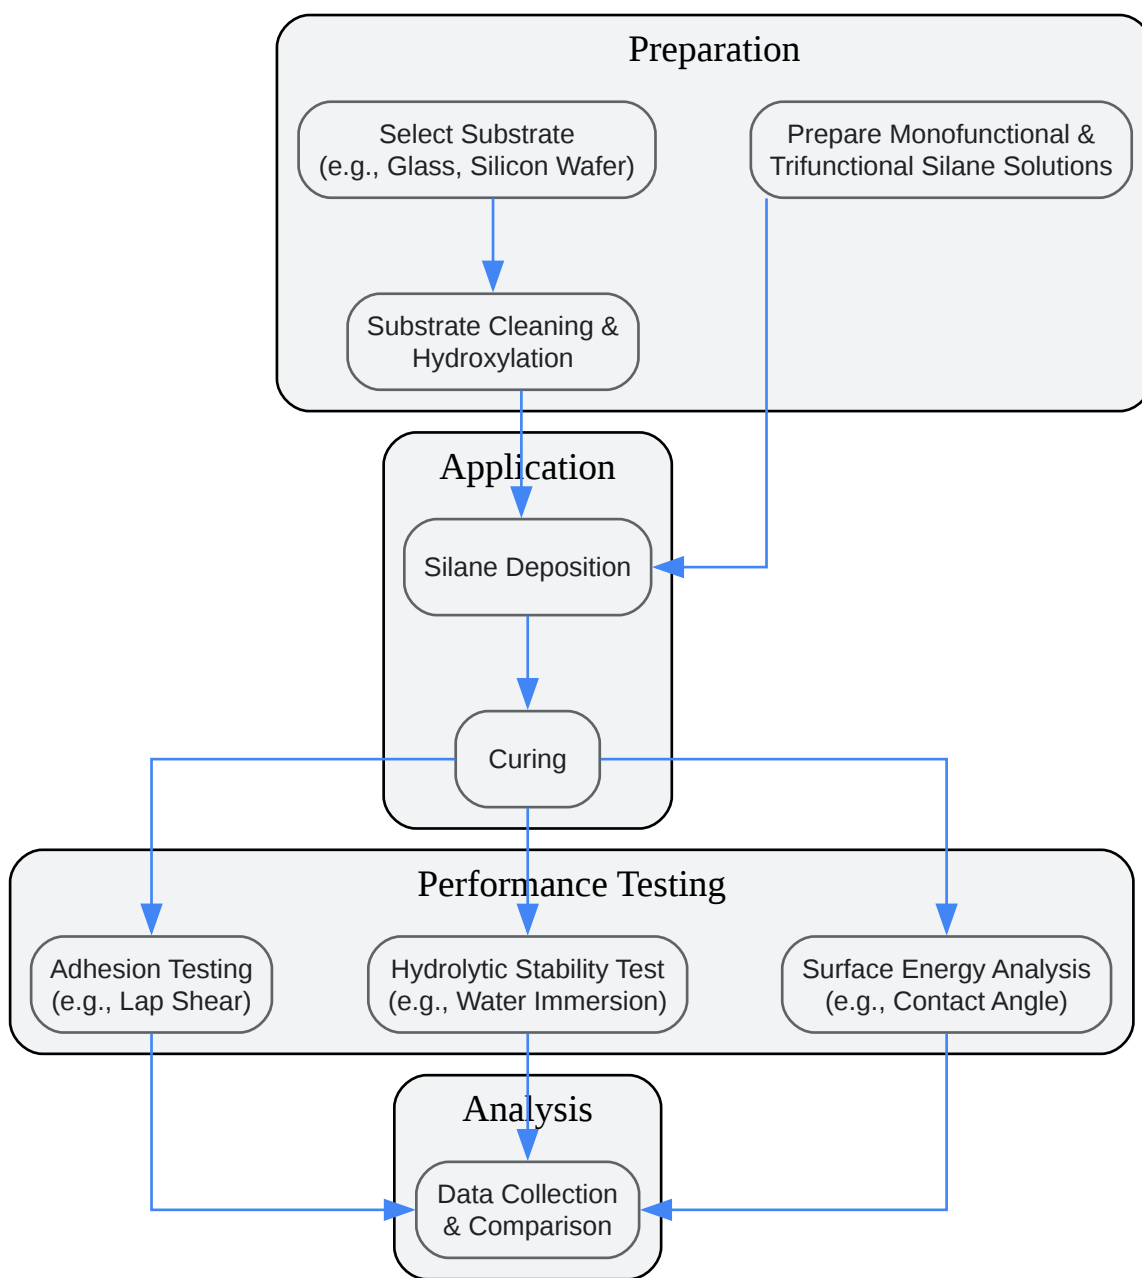 Preparation
Select Substrate
(e.g., Glass, Silicon Wafer)
Prepare Monofunctional &
Trifunctional Silane Solutions
Substrate Cleaning &
Hydroxylation
Application
Silane Deposition
Curing
Performance Testing
Adhesion Testing
(e.g., Lap Shear)
Hydrolytic Stability Test
(e.g., Water Immersion)
Surface Energy Analysis
(e.g., Contact Angle)
Analysis
Data Collection
& Comparison